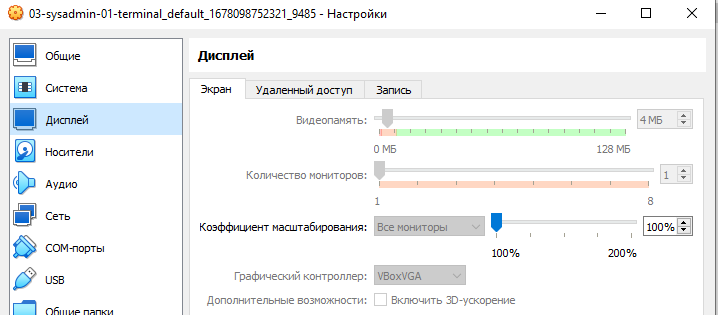 03-sysadmin-01-terminal_default_1678098752321_9485 - Настройки
Общие
Система
Дисплей
Носители
Аудио
Сеть
COM-порты
USB
Общие папки
Дисплей
Экран Удаленный доступ Запись
Видеопамять: 4 МБ
0 МБ 128 МБ
Количество мониторов: 1
1 8
Коэффициент масштабирования: Все мониторы 100%
100% 200%
Графический контроллер: VBoxVGA
Дополнительные возможности: Включить 3D-ускорение